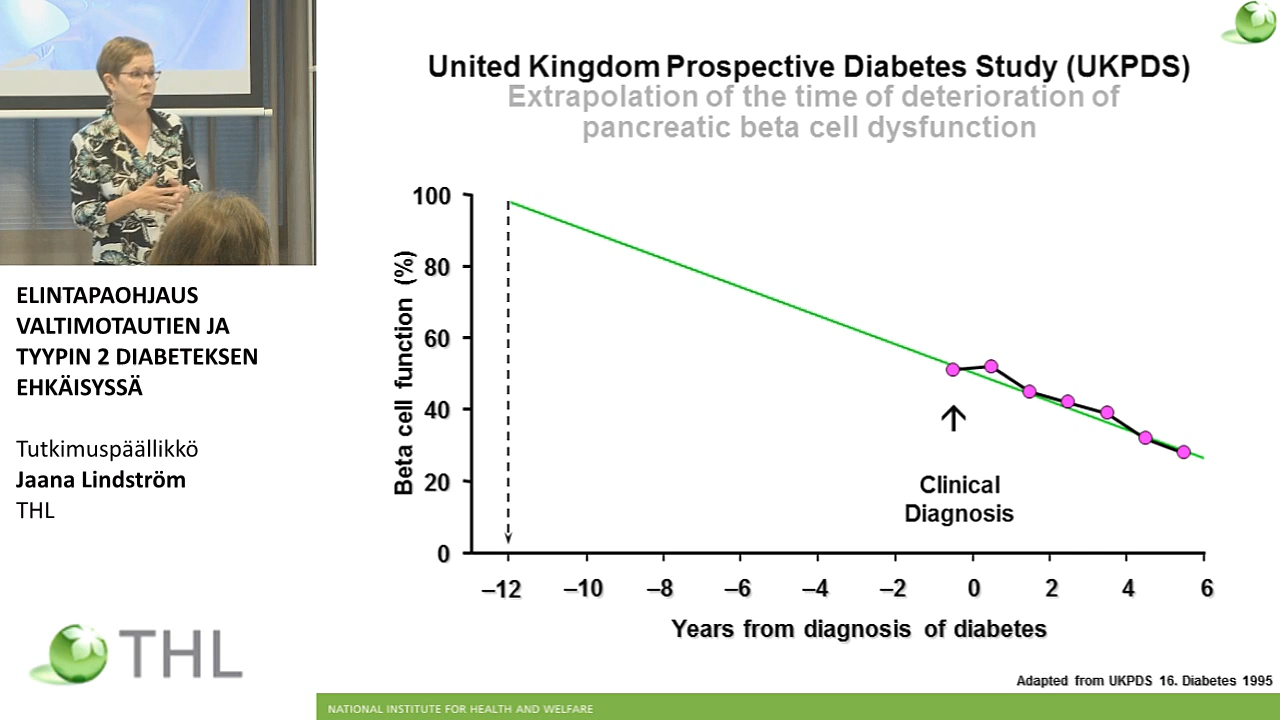 United Kingdom Prospective Diabetes Study (UKPDS)
Extrapolation of the time of deterioration of
pancreatic beta cell dysfunction
100
80
60
40
20
0
Beta cell function (%)
Clinical
Diagnosis
–12 –10 –8 –6 –4 –2 0 2 4 6
Years from diagnosis of diabetes
Adapted from UKPDS 16. Diabetes 1995
NATIONAL INSTITUTE FOR HEALTH AND WELFARE
ELINTAPAOHJAUS
VALTIMOTAUTIEN JA
TYYPIN 2 DIABETEKSEN
EHKÄISYSSÄ
Tutkimuspäällikkö
Jaana Lindström
THL
THL